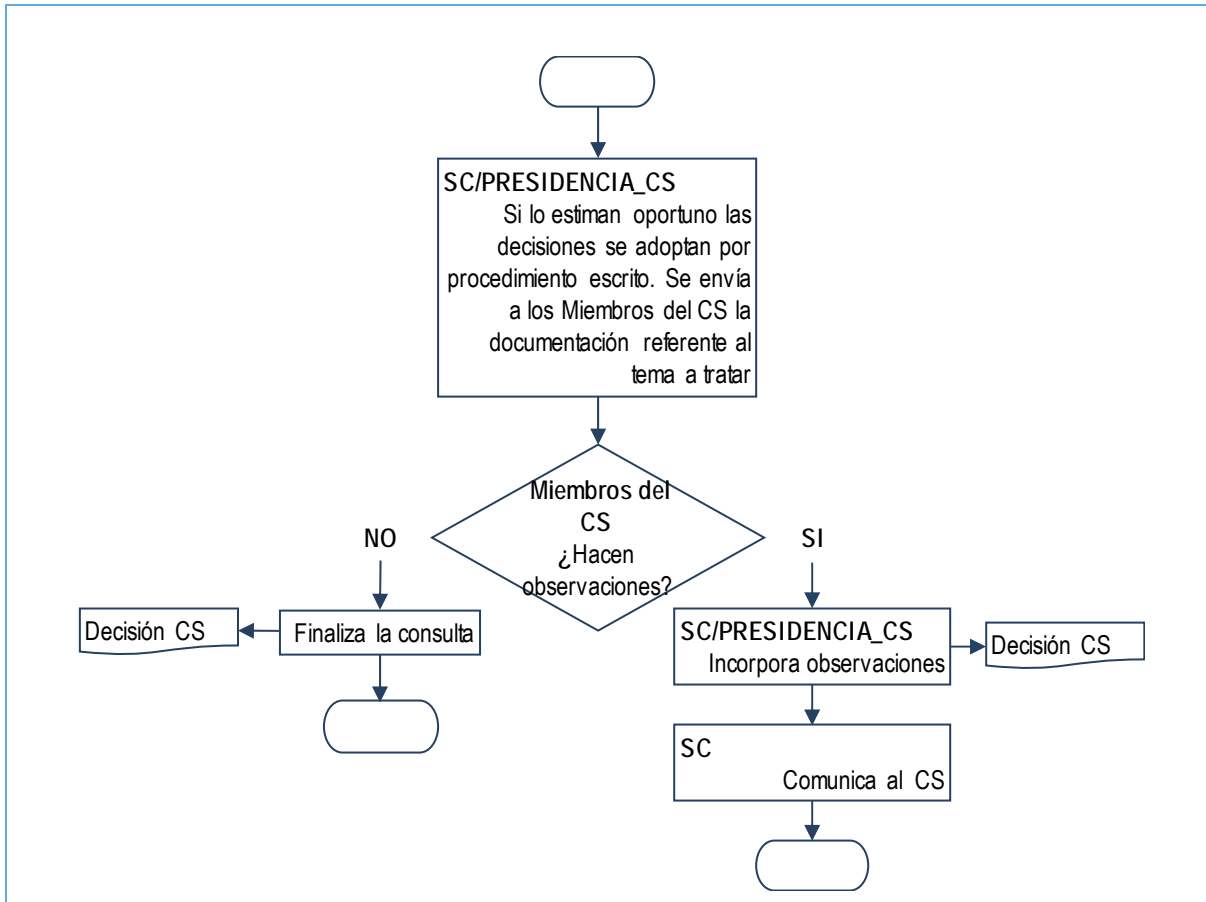 SC/PRESIDENCIA_CS
Si lo estiman oportuno las
decisiones se adoptan por
procedimiento escrito. Se envía
a los Miembros del CS la
documentación referente al
tema a tratar
Miembros del
CS
¿Hacen
observaciones?
NO
SI
Decisión CS
Finaliza la consulta
SC/PRESIDENCIA_CS
Incorpora observaciones
Decisión CS
SC
Comunica al CS